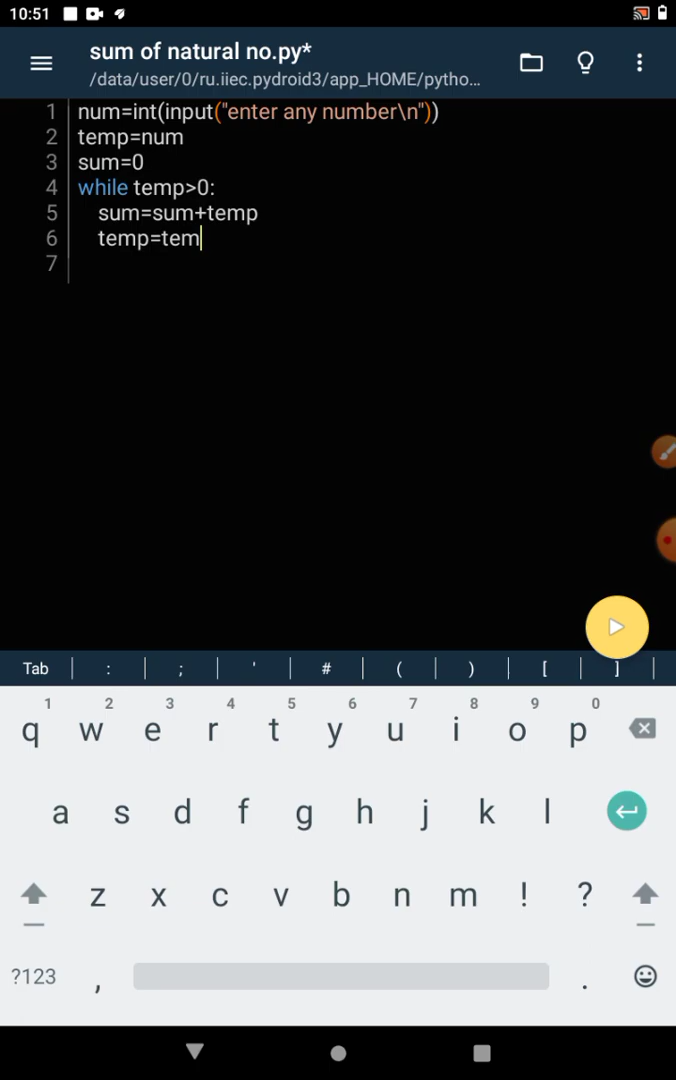 10:51
sum of natural no.py*
/data/user/0/ru.iiec.pydroid3/app_HOME/pytho...
1 num=int(input("enter any number\n"))
2 temp=num
3 sum=0
4 while temp>0:
5 sum=sum+temp
6 temp=tem
7
Tab : ; ' # ( ) [ ]
1 2 3 4 5 6 7 8 9 0
q w e r t y u i o p
a s d f g h j k l
z x c v b n m ! ?
?123 , .